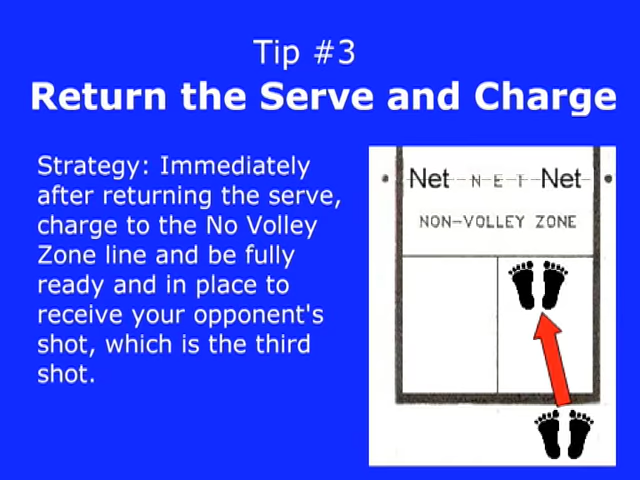 Tip #3
Return the Serve and Charge
Strategy: Immediately
after returning the serve,
charge to the No Volley
Zone line and be fully
ready and in place to
receive your opponent's
shot, which is the third
shot.
Net NET Net
NON-VOLLEY ZONE